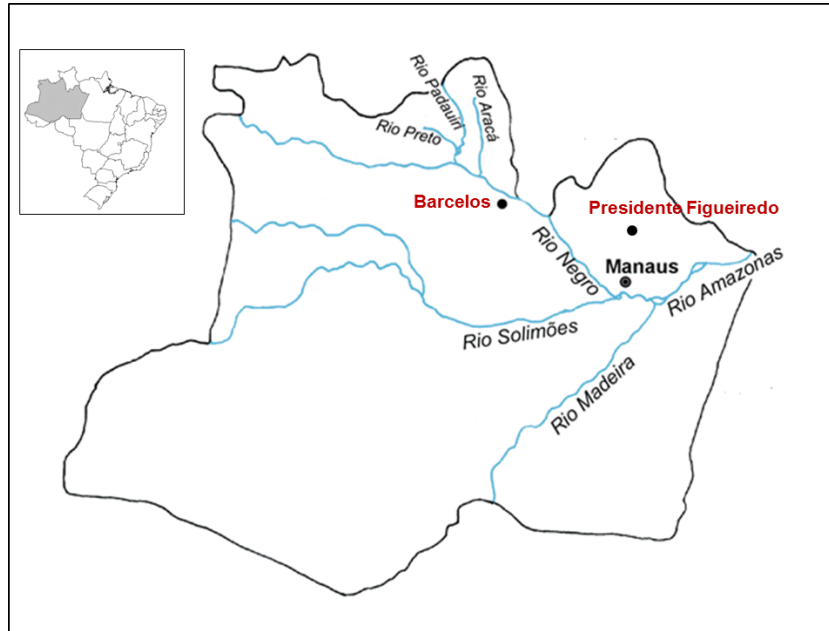 Rio Padauiri
Rio Aracá
Rio Preto
Barcelos
Presidente Figueiredo
Rio Negro
Manaus
Rio Amazonas
Rio Solimões
Rio Madeira